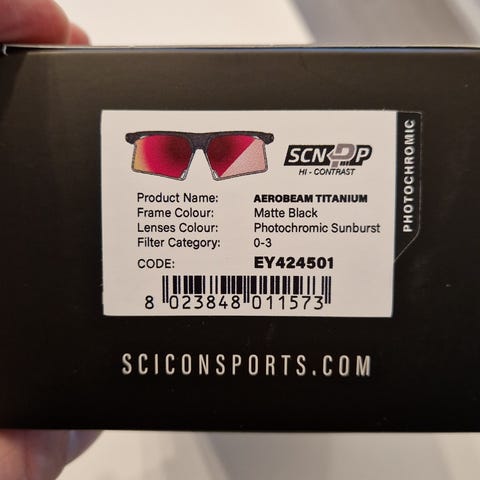 SCNPP
HI - CONTRAST
PHOTOCHROMIC
Product Name: AEROBEAM TITANIUM
Frame Colour: Matte Black
Lenses Colour: Photochromic Sunburst
Filter Category: 0-3
CODE: EY424501
8 023848 011573
SCICONSPORTS.COM